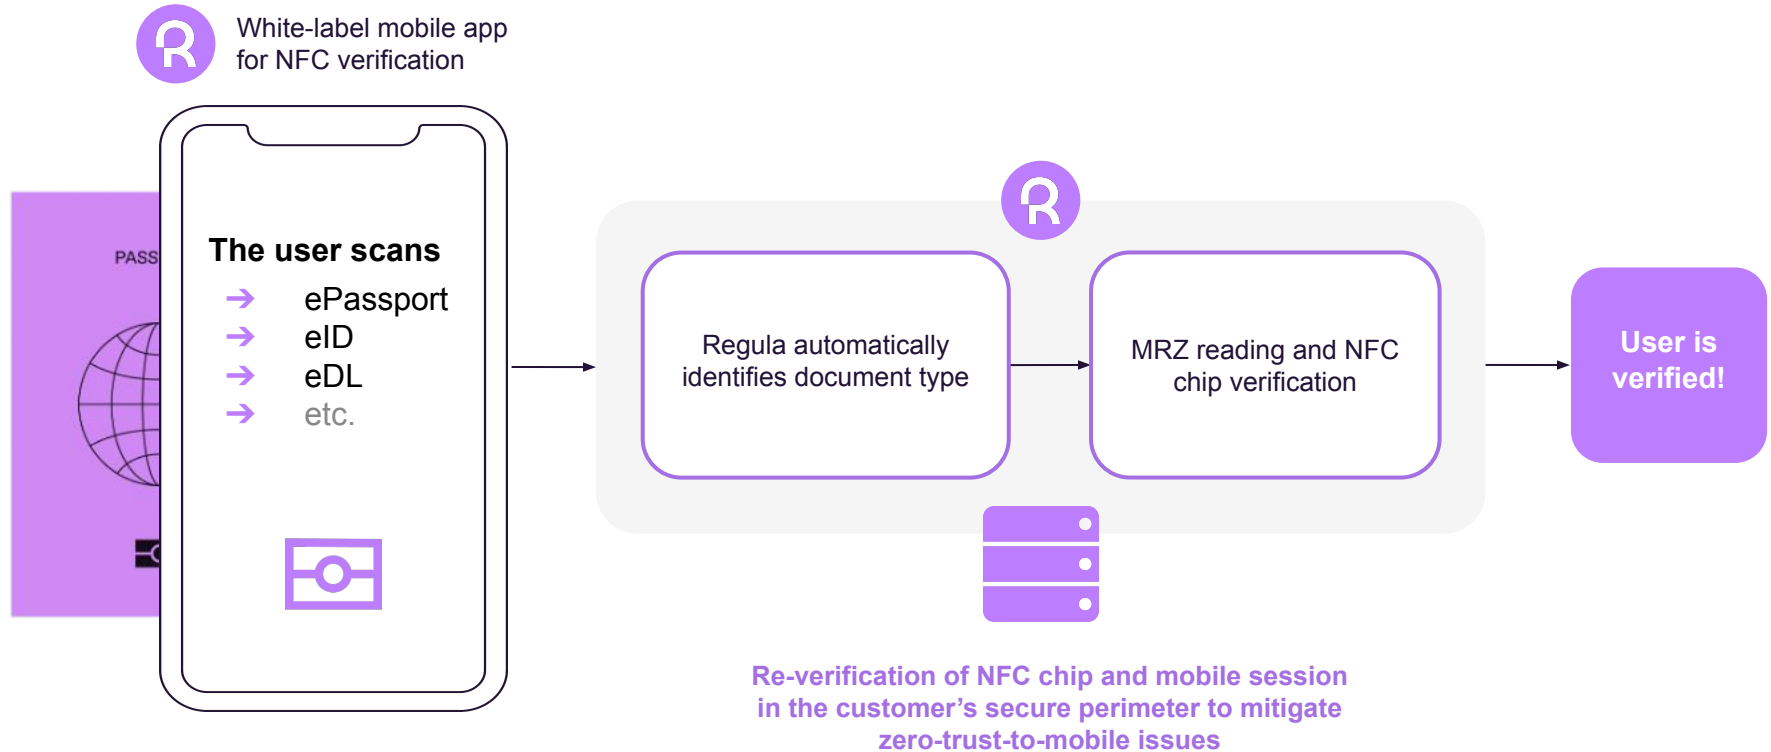 White-label mobile app
for NFC verification
PASS
The user scans
➔ ePassport
➔ eID
➔ eDL
➔ etc.
Regula automatically
identifies document type
MRZ reading and NFC
chip verification
User is
verified!
Re-verification of NFC chip and mobile session
in the customer’s secure perimeter to mitigate
zero-trust-to-mobile issues